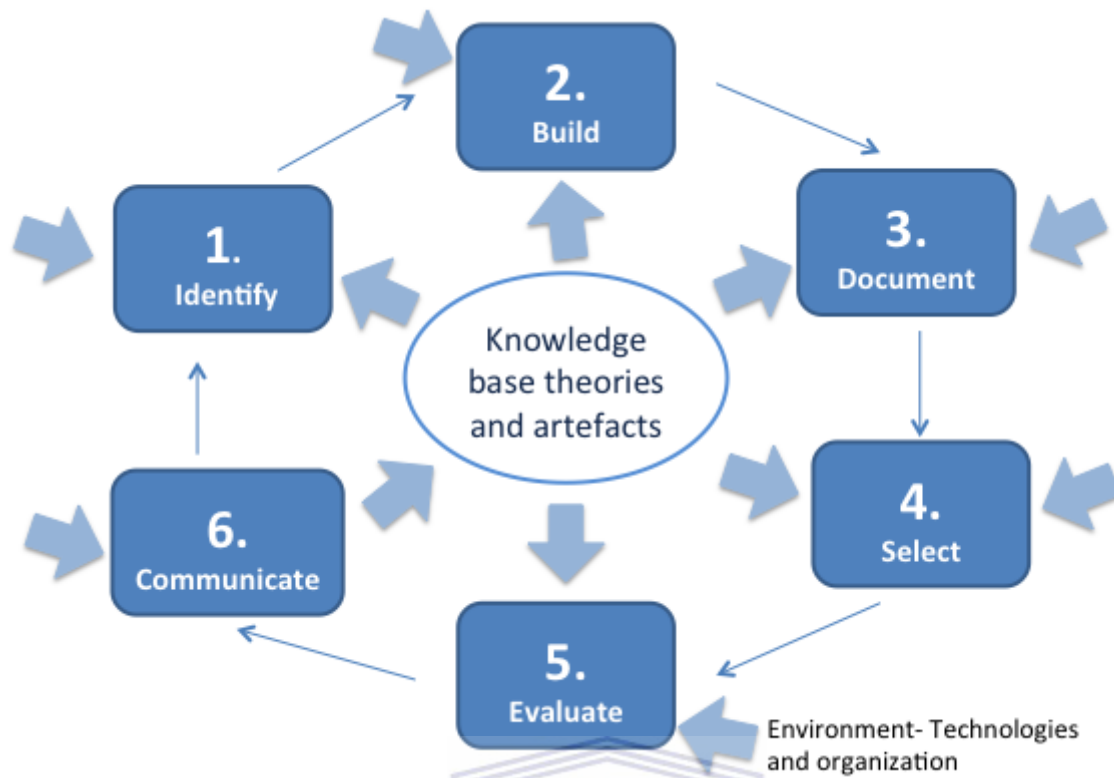 2.
Build
1.
Identify
3.
Document
Knowledge
base theories
and artefacts
6.
Communicate
4.
Select
5.
Evaluate
Environment- Technologies
and organization